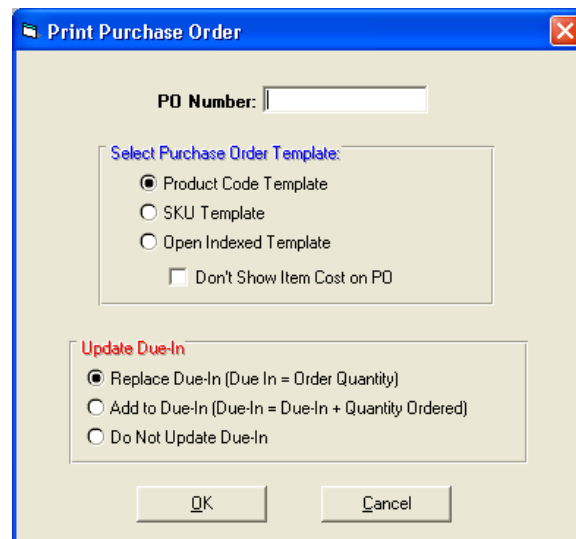 Print Purchase Order
PO Number:
Select Purchase Order Template:
Product Code Template
SKU Template
Open Indexed Template
Don't Show Item Cost on PO
Update Due-In
Replace Due-In (Due In = Order Quantity)
Add to Due-In (Due-In = Due-In + Quantity Ordered)
Do Not Update Due-In
OK Cancel